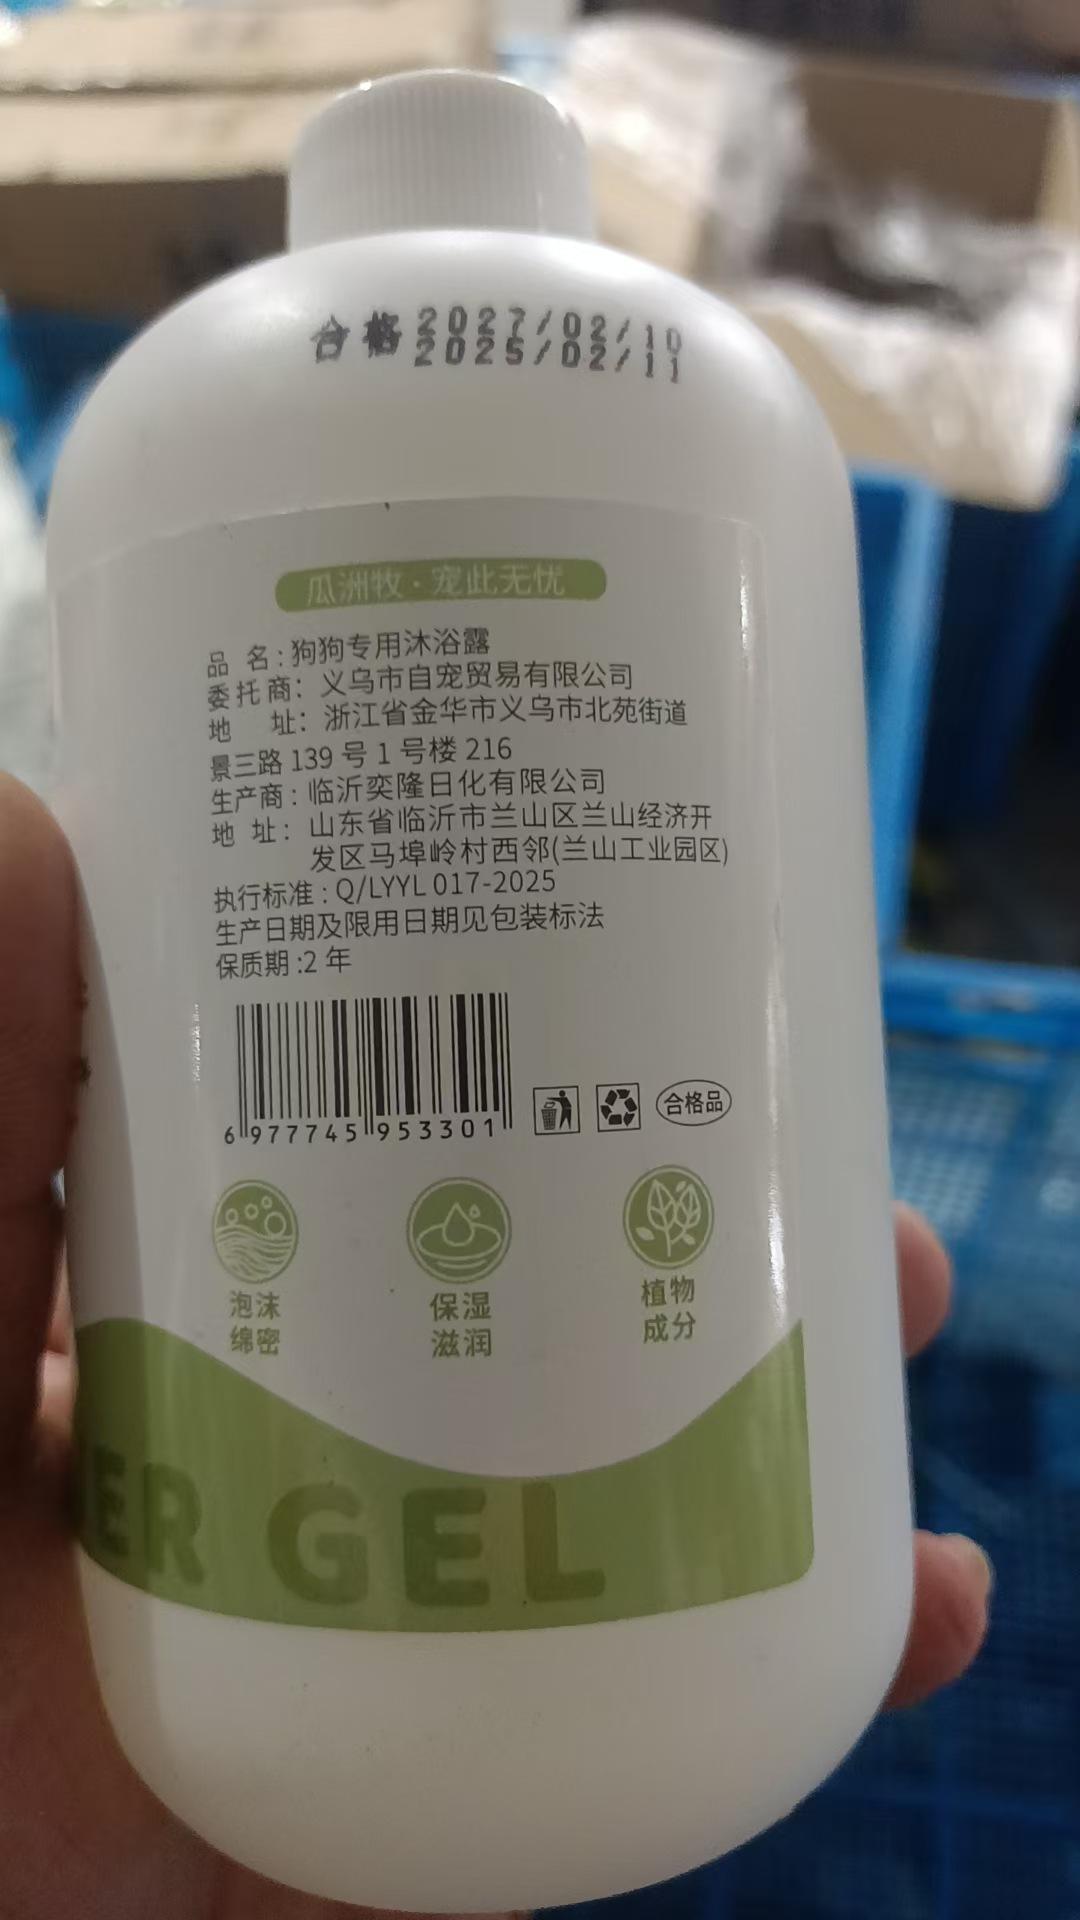 合格 2027/02/10
2025/02/11
瓜洲牧·宠此无忧
品 名:狗狗专用沐浴露
委托商：义乌市自宠贸易有限公司
地 址：浙江省金华市义乌市北苑街道
景三路 139 号 1 号楼 216
生产商：临沂奕隆日化有限公司
地 址：山东省临沂市兰山区兰山经济开
发区马埠岭村西邻(兰山工业园区)
执行标准：Q/LYYL 017-2025
生产日期及限用日期见包装标法
保质期:2 年
6 977745 953301
合格品
泡沫
绵密
保湿
滋润
植物
成分
ER GEL